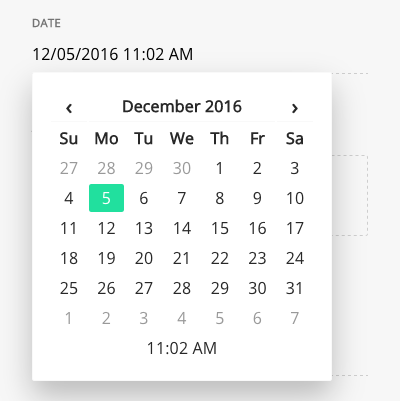 DATE
12/05/2016 11:02 AM
‹ December 2016 ›
Su Mo Tu We Th Fr Sa
27 28 29 30 1 2 3
4 5 6 7 8 9 10
11 12 13 14 15 16 17
18 19 20 21 22 23 24
25 26 27 28 29 30 31
1 2 3 4 5 6 7
11:02 AM